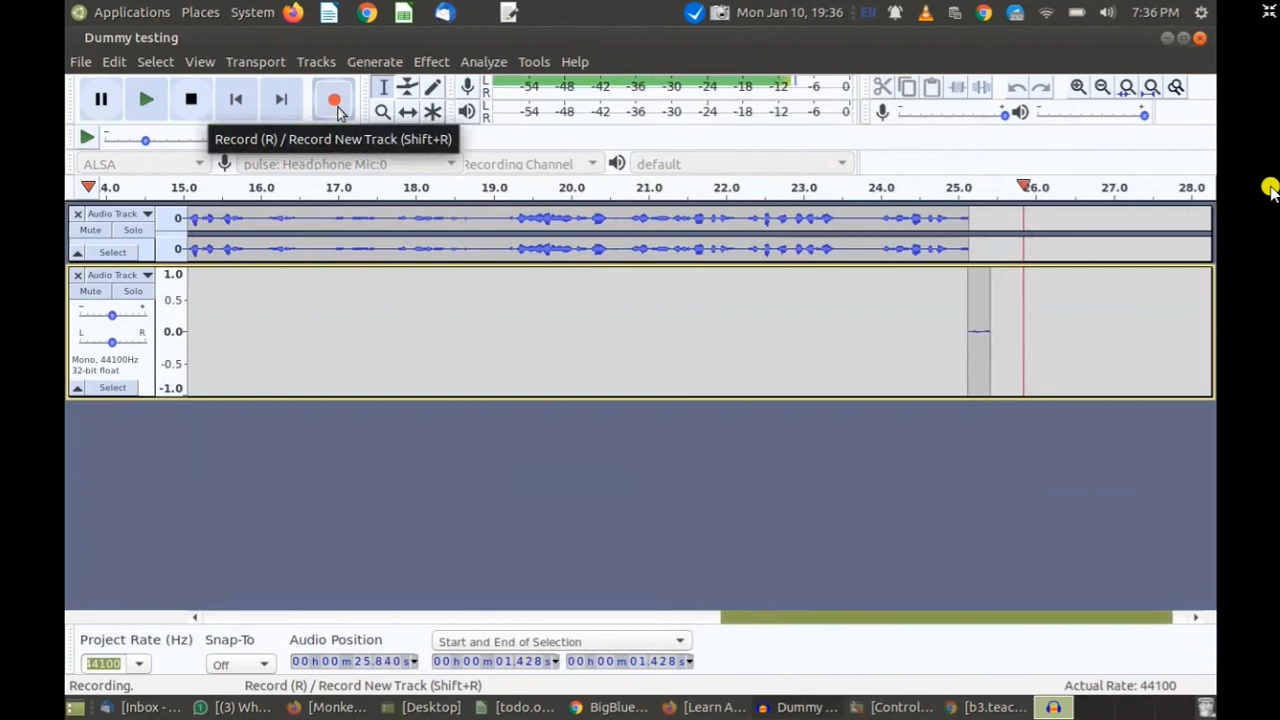 Applications Places System EN Mon Jan 10, 19:36 7:36 PM
Dummy testing
File Edit Select View Transport Tracks Generate Effect Analyze Tools Help
L R -54 -48 -42 -36 -30 -24 -18 -12 -6 0
L R -54 -48 -42 -36 -30 -24 -18 -12 -6 0
- + - + - +
Record (R) / Record New Track (Shift+R)
ALSA pulse: Headphone Mic:0 Recording Channel default
4.0 15.0 16.0 17.0 18.0 19.0 20.0 21.0 22.0 23.0 24.0 25.0 26.0 27.0 28.0
Audio Track
Mute Solo
Select
0
0
Audio Track
Mute Solo
- +
L R
Mono, 44100Hz
32-bit float
Select
1.0
0.5
0.0
-0.5
-1.0
Project Rate (Hz) Snap-To Audio Position Start and End of Selection
44100 Off 00 h 00 m 25.840 s 00 h 00 m 01.428 s 00 h 00 m 01.428 s
Recording. Record (R) / Record New Track (Shift+R) Actual Rate: 44100
[Inbox - ... [(3) Wh... [Monke... [Desktop] [todo.o... BigBlue... [Learn A... Dummy ... [Control... [b3.teac...